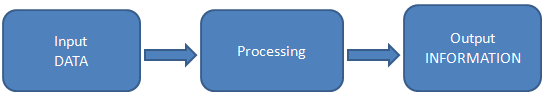 Input
DATA
Processing
Output
INFORMATION